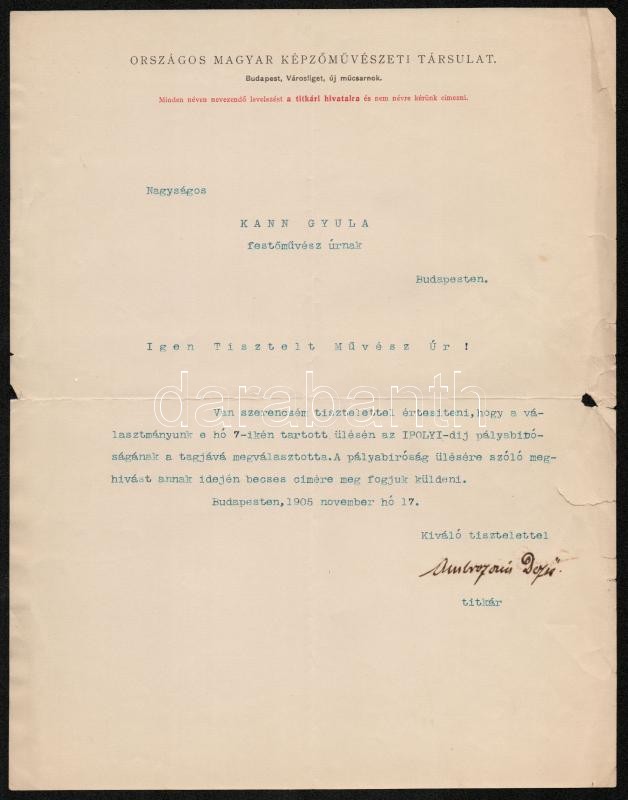 ORSZÁGOS MAGYAR KÉPZŐMŰVÉSZETI TÁRSULAT.
Budapest, Városliget, új műcsarnok.
Minden néven nevezendő levelezést a titkári hivatalra és nem névre kérünk címezni.
Nagyságos
KANN GYULA
festőművész úrnak
Budapesten.
Igen Tisztelt Művész Úr !
darabanth
Van szerencsém tisztelettel értesíteni,hogy a vá-
lasztmányunk e hó 7-ikén tartott ülésén az IPOLYI-díj pályabíró-
ságának a tagjává megválasztotta.A pályabíróság ülésére szóló meg-
hívást annak idején becses címére meg fogjuk küldeni.
Budapesten,1905 november hó 17.
Kiváló tisztelettel
Ambrozovics Dezső
titkár